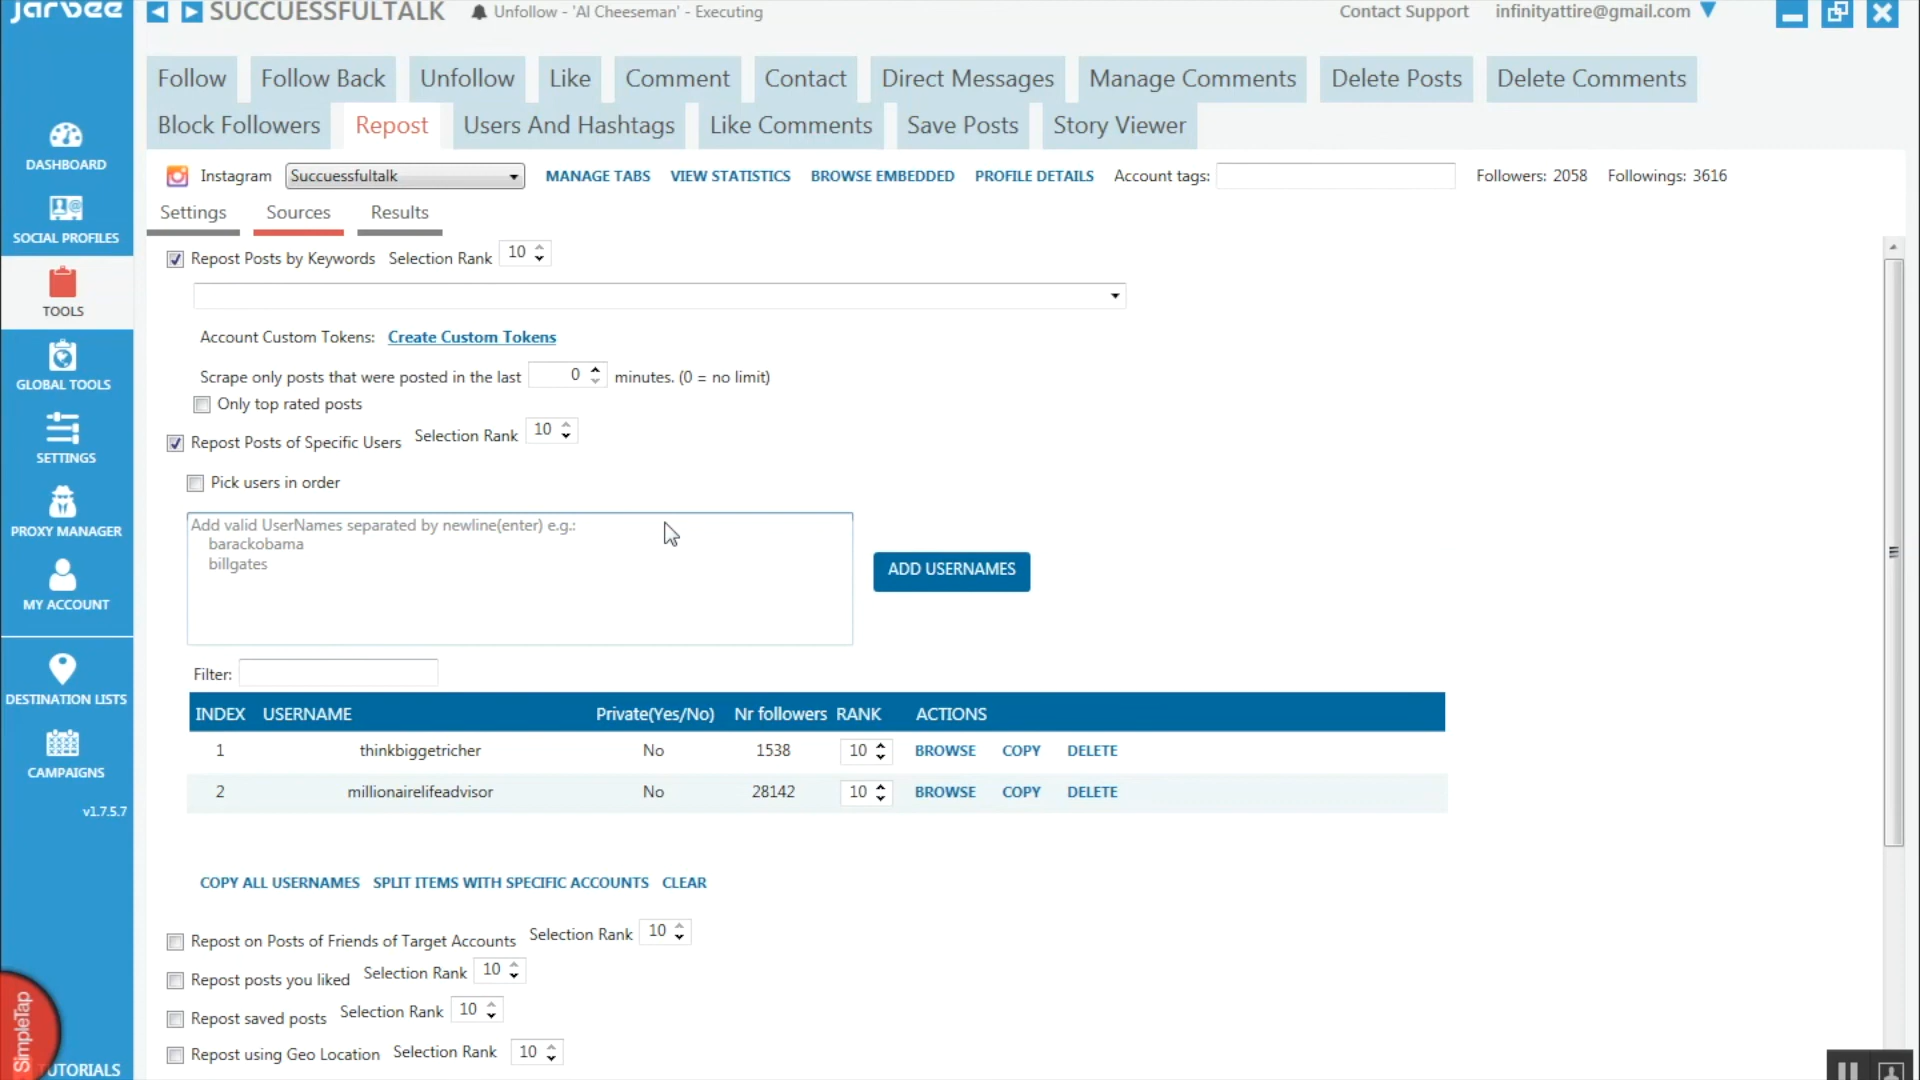 Jarbee
SUCCUESSFULTALK
Unfollow - 'Al Cheeseman' - Executing
Contact Support
infinityattire@gmail.com
Follow
Follow Back
Unfollow
Like
Comment
Contact
Direct Messages
Manage Comments
Delete Posts
Delete Comments
Block Followers
Repost
Users And Hashtags
Like Comments
Save Posts
Story Viewer
DASHBOARD
SOCIAL PROFILES
TOOLS
GLOBAL TOOLS
SETTINGS
PROXY MANAGER
MY ACCOUNT
DESTINATION LISTS
CAMPAIGNS
v1.7.5.7
SimpleTap
TUTORIALS
Instagram
Succuessfultalk
MANAGE TABS
VIEW STATISTICS
BROWSE EMBEDDED
PROFILE DETAILS
Account tags:
Followers: 2058
Followings: 3616
Settings
Sources
Results
Repost Posts by Keywords Selection Rank 10
Account Custom Tokens: Create Custom Tokens
Scrape only posts that were posted in the last 0 minutes. (0 = no limit)
Only top rated posts
Repost Posts of Specific Users Selection Rank 10
Pick users in order
Add valid UserNames separated by newline(enter) e.g.:
barackobama
billgates
ADD USERNAMES
Filter:
INDEX USERNAME Private(Yes/No) Nr followers RANK ACTIONS
1 thinkbiggetricher No 1538 10 BROWSE COPY DELETE
2 millionairelifeadvisor No 28142 10 BROWSE COPY DELETE
COPY ALL USERNAMES SPLIT ITEMS WITH SPECIFIC ACCOUNTS CLEAR
Repost on Posts of Friends of Target Accounts Selection Rank 10
Repost posts you liked Selection Rank 10
Repost saved posts Selection Rank 10
Repost using Geo Location Selection Rank 10